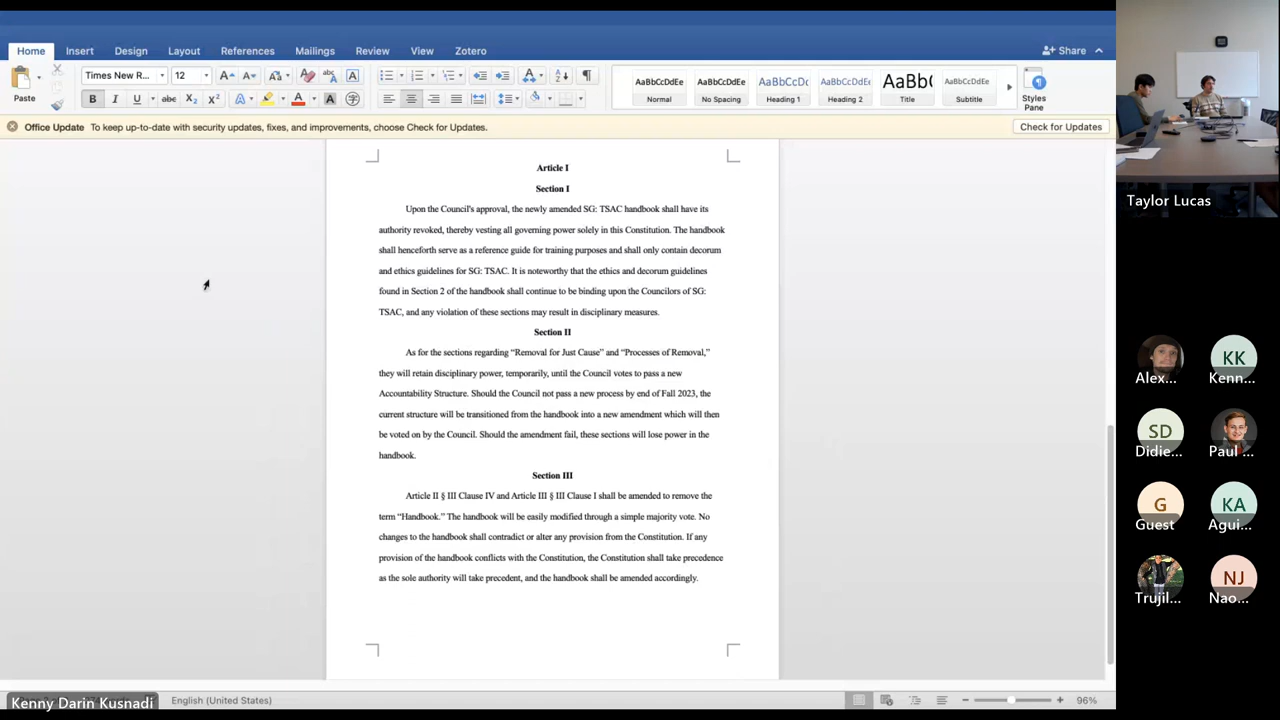 Home Insert Design Layout References Mailings Review View Zotero Share
Times New R... 12
Paste
AaBbCcDdEe AaBbCcDdEe AaBbCcDc AaBbCcDdEe AaBb( AaBbCcDdEe
Normal No Spacing Heading 1 Heading 2 Title Subtitle
Styles
Pane
Office Update To keep up-to-date with security updates, fixes, and improvements, choose Check for Updates. Check for Updates
Article I
Section I
Upon the Council's approval, the newly amended SG: TSAC handbook shall have its
authority revoked, thereby vesting all governing power solely in this Constitution. The handbook
shall henceforth serve as a reference guide for training purposes and shall only contain decorum
and ethics guidelines for SG: TSAC. It is noteworthy that the ethics and decorum guidelines
found in Section 2 of the handbook shall continue to be binding upon the Councilors of SG:
TSAC, and any violation of these sections may result in disciplinary measures.
Section II
As for the sections regarding “Removal for Just Cause” and “Processes of Removal,”
they will retain disciplinary power, temporarily, until the Council votes to pass a new
Accountability Structure. Should the Council not pass a new process by end of Fall 2023, the
current structure will be transitioned from the handbook into a new amendment which will then
be voted on by the Council. Should the amendment fail, these sections will lose power in the
handbook.
Section III
Article II § III Clause IV and Article III § III Clause I shall be amended to remove the
term “Handbook.” The handbook will be easily modified through a simple majority vote. No
changes to the handbook shall contradict or alter any provision from the Constitution. If any
provision of the handbook conflicts with the Constitution, the Constitution shall take precedence
as the sole authority will take precedent, and the handbook shall be amended accordingly.
Kenny Darin Kusnadi
English (United States)
96%
Taylor Lucas
KK
Alex... Kenn...
SD
Didie... Paul ...
G KA
Guest Agui...
NJ
Trujil... Nao...